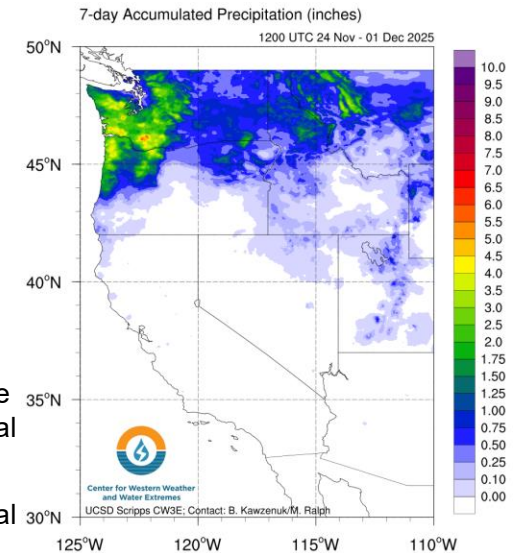 7-day Accumulated Precipitation (inches)
1200 UTC 24 Nov - 01 Dec 2025
50°N
45°N
40°N
35°N
30°N
125°W
120°W
115°W
110°W
10.0
9.5
9.0
8.5
8.0
7.5
7.0
6.5
6.0
5.5
5.0
4.5
4.0
3.5
3.0
2.5
2.0
1.75
1.50
1.25
1.00
0.75
0.50
0.25
0.10
0.00
e
al
al
Center for Western Weather
and Water Extremes
UCSD Scripps CW3E; Contact: B. Kawzenuk/M. Ralph